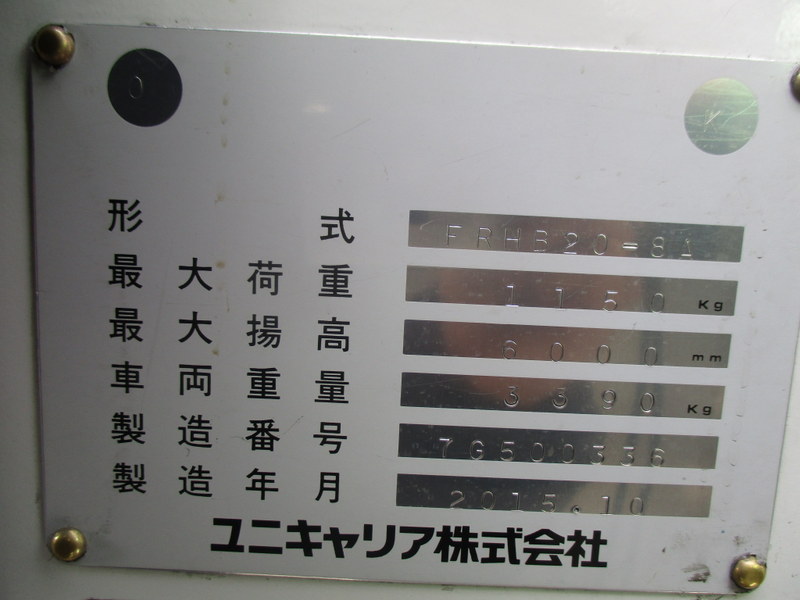 0
形式 FRHB20-8A
最大荷重 1150 Kg
最大揚高 6000 mm
車両重量 3390 Kg
製造番号 7G500336
製造年月 2015.10
ユニキャリア株式会社